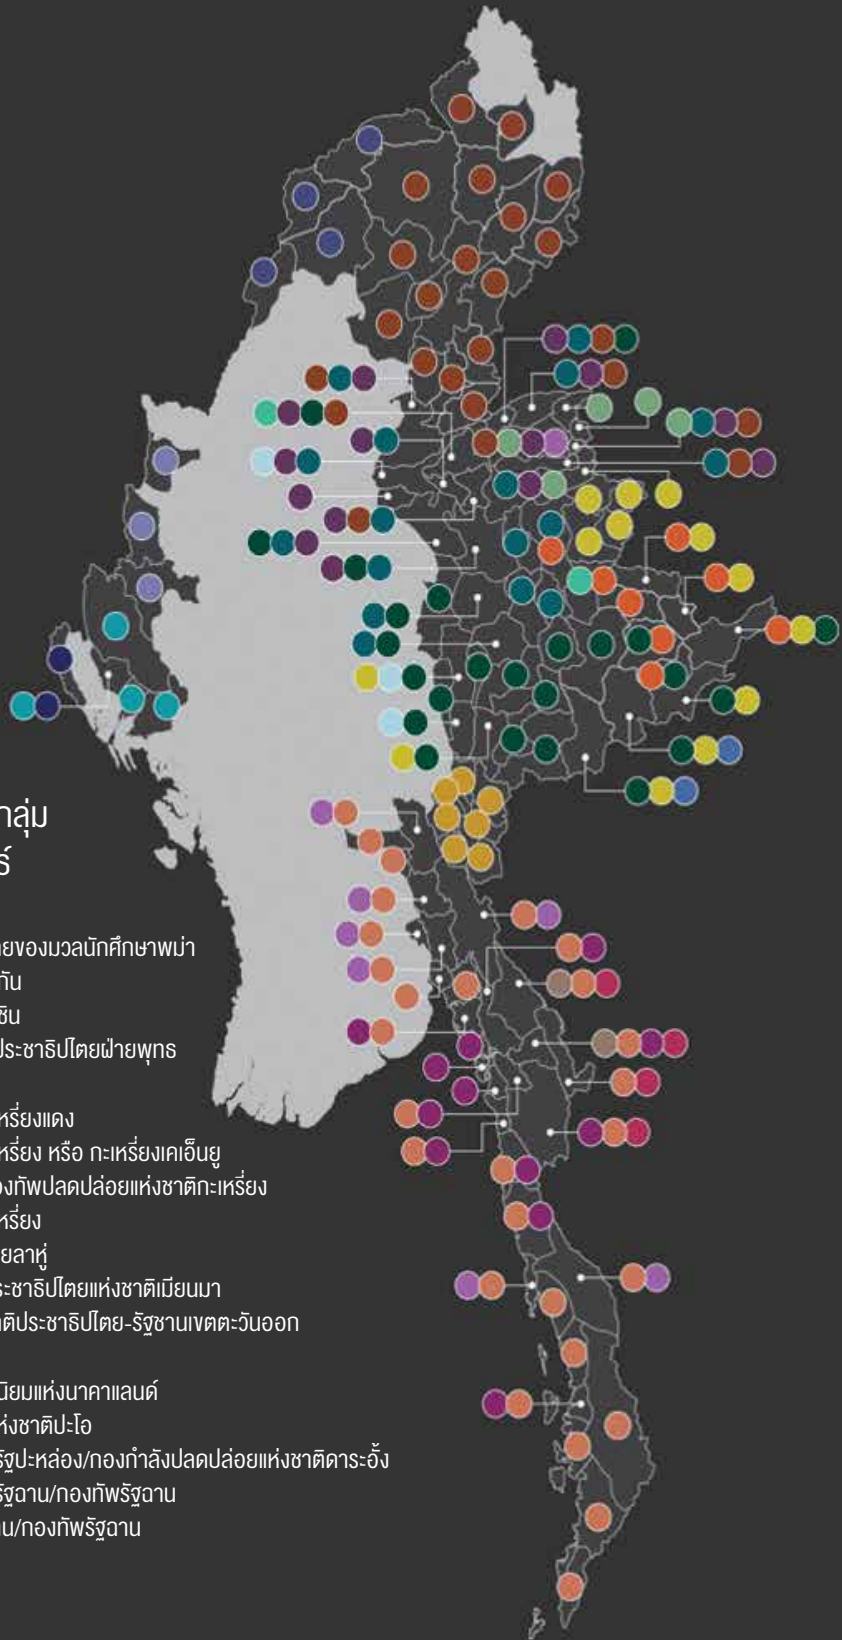 ากลุ่ม
ธ์
ายของมวลนักศึกษาพม่า
กัน
ชิน
ประชาธิปไตยฝ่ายพุทธ
หรี่ยงแดง
หรี่ยง หรือ กะเหรี่ยงเคเอ็นยู
องทัพปลดปล่อยแห่งชาติกะเหรี่ยง
หรี่ยง
ยลาหู่
ระชาธิปไตยแห่งชาติเมียนมา
าติประชาธิปไตย-รัฐชานเขตตะวันออก
นิยมแห่งนาคาแลนด์
ห่งชาติปะโอ
รัฐปะหล่อง/กองกำลังปลดปล่อยแห่งชาติดาระอั้ง
รัฐฉาน/กองทัพรัฐฉาน
าน/กองทัพรัฐฉาน